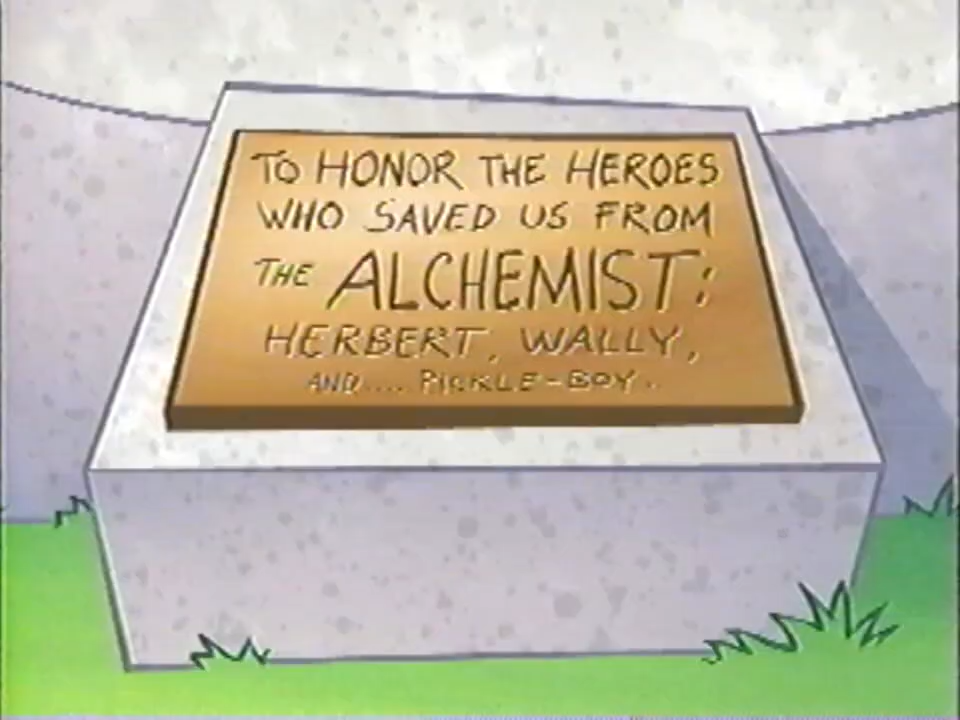 TO HONOR THE HEROES
WHO SAVED US FROM
THE ALCHEMIST:
HERBERT, WALLY,
AND.... PICKLE-BOY.